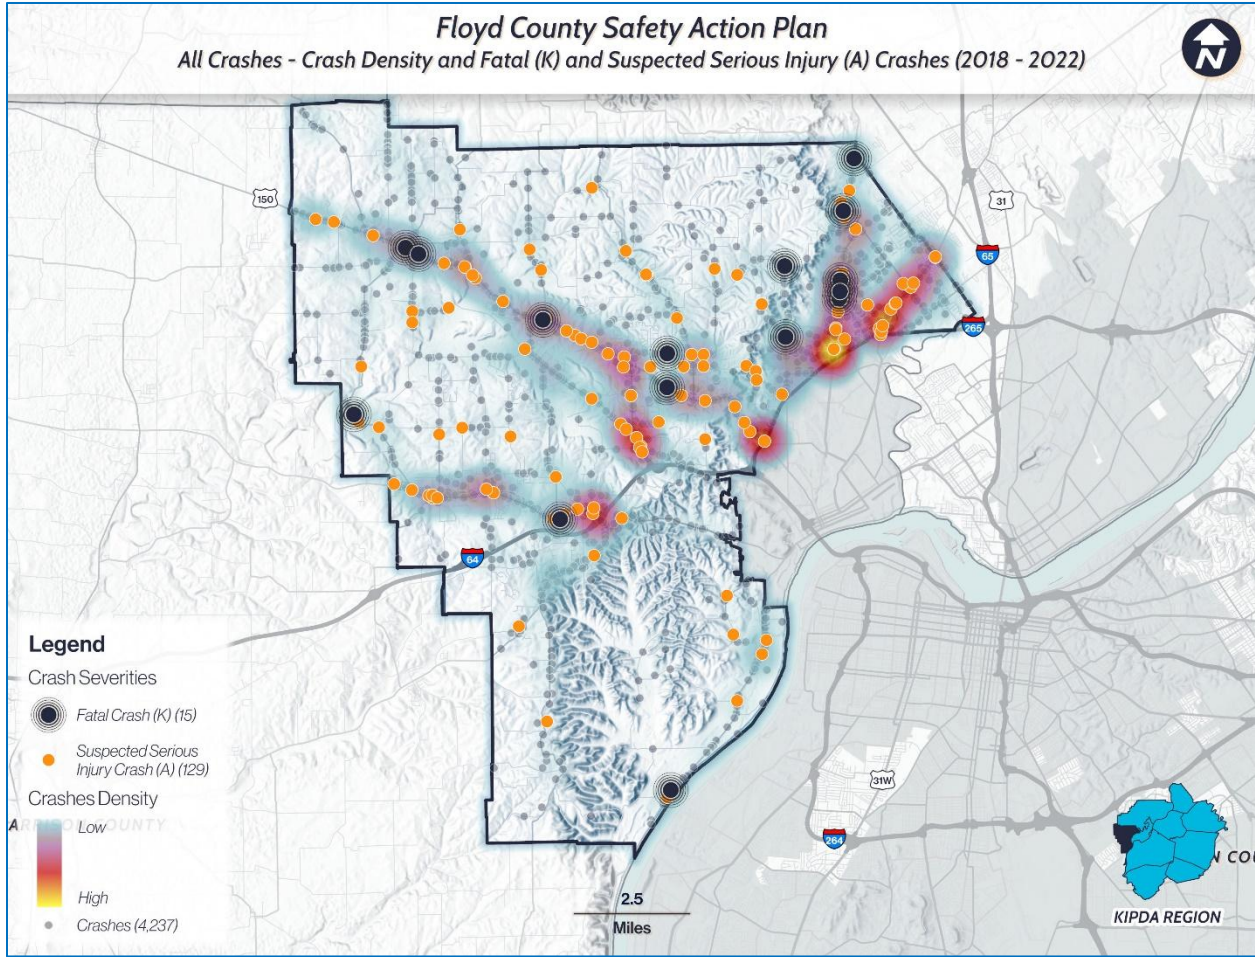 Floyd County Safety Action Plan
All Crashes - Crash Density and Fatal (K) and Suspected Serious Injury (A) Crashes (2018 - 2022)
N
150
31
65
265
64
Legend
Crash Severities
Fatal Crash (K) (15)
Suspected Serious
Injury Crash (A) (129)
Crashes Density
Low
High
Crashes (4,237)
COUNTY
31W
264
2.5
Miles
N COU
KIPDA REGION